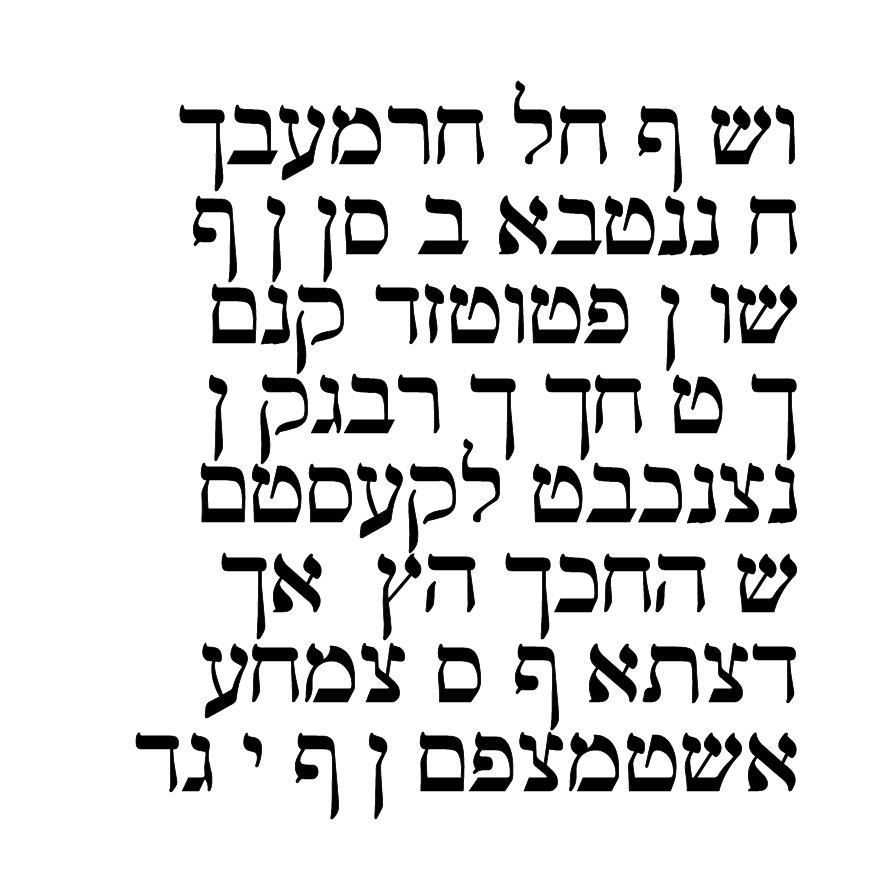 וש ף חל חרמעבך
ח ננטבא ב סן ן ף
שו ן פטוטזד קנם
ך ט חך ך רבגק ן
נצנכבט לקעסטם
ש החכך הץ אך
דצתא ף ס צמחע
אשטמצפם ן ף י גד